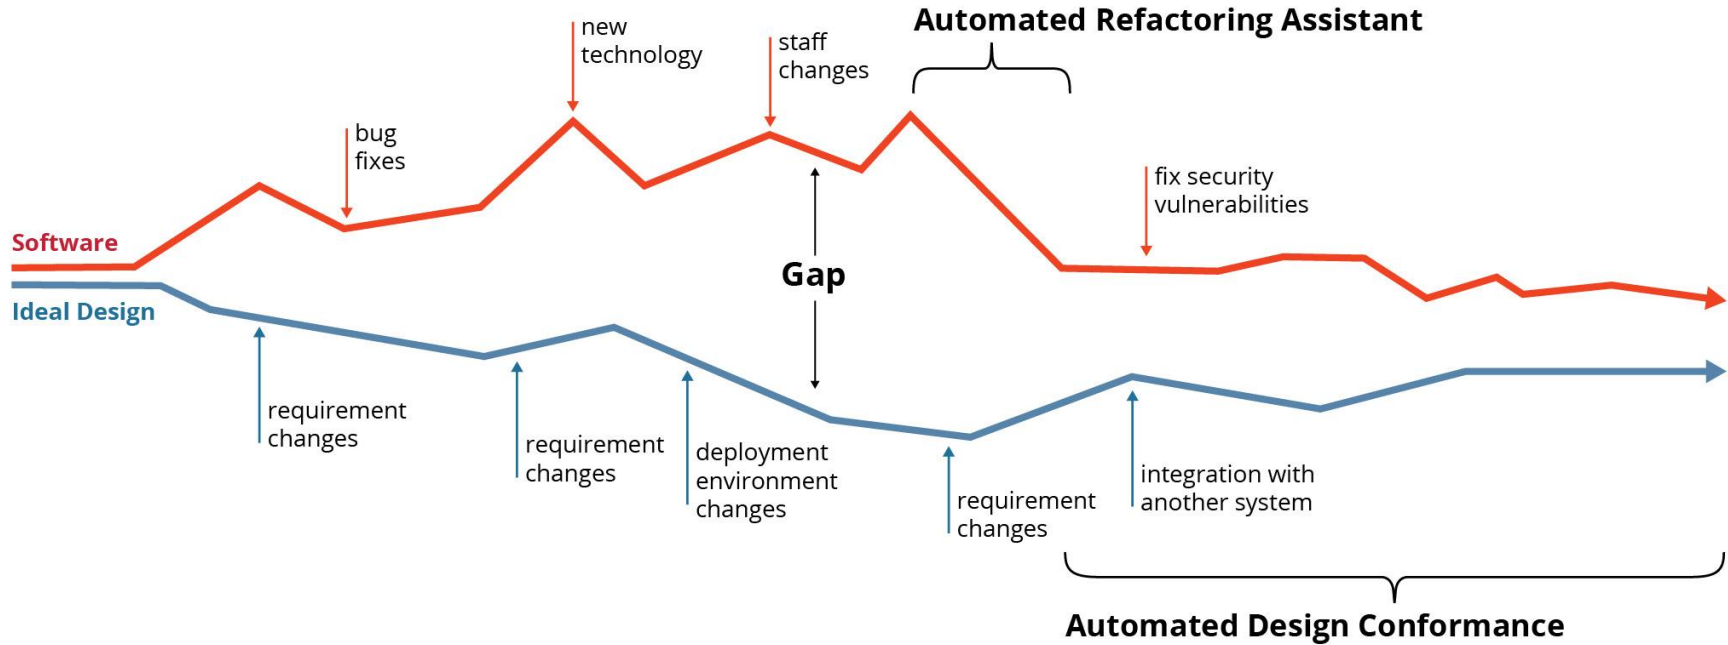 Automated Refactoring Assistant
new
technology
staff
changes
bug
fixes
fix security
vulnerabilities
Software
Gap
Ideal Design
requirement
changes
requirement
changes
deployment
environment
changes
requirement
changes
integration with
another system
Automated Design Conformance